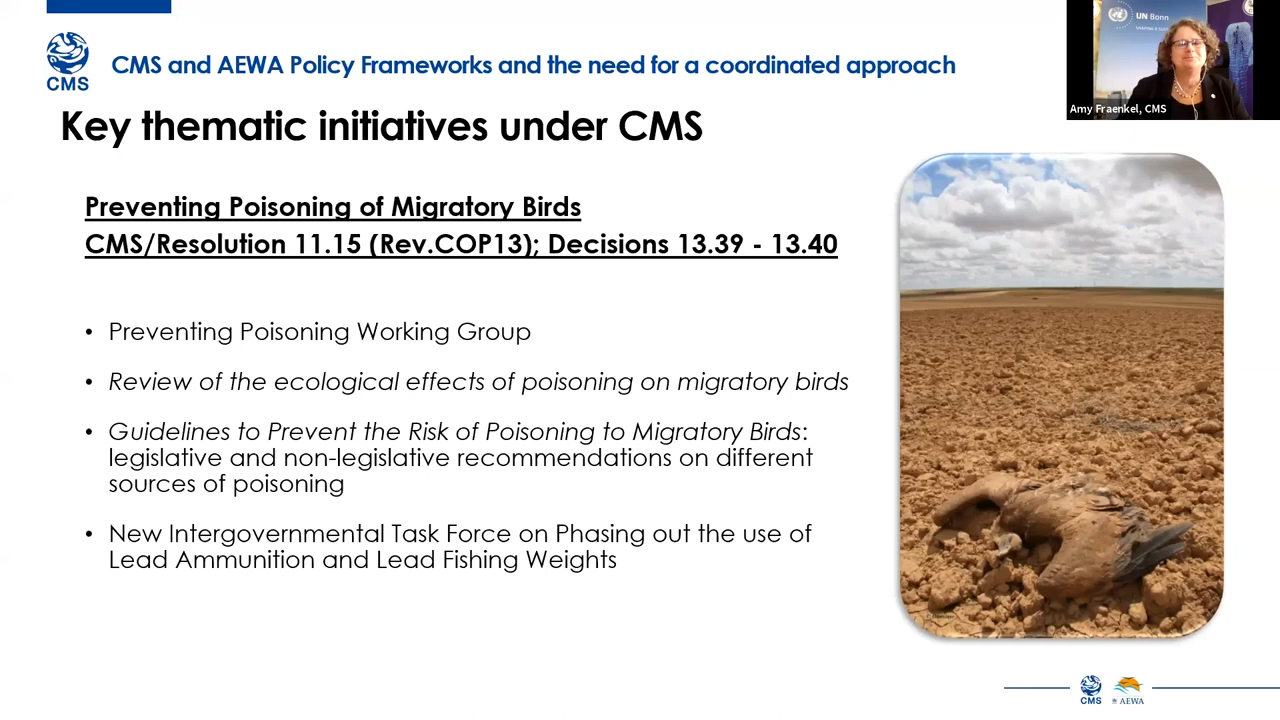 CMS
CMS and AEWA Policy Frameworks and the need for a coordinated approach
UN Bonn
Amy Fraenkel, CMS
Key thematic initiatives under CMS
Preventing Poisoning of Migratory Birds
CMS/Resolution 11.15 (Rev.COP13); Decisions 13.39 - 13.40
• Preventing Poisoning Working Group
• Review of the ecological effects of poisoning on migratory birds
• Guidelines to Prevent the Risk of Poisoning to Migratory Birds:
legislative and non-legislative recommendations on different
sources of poisoning
• New Intergovernmental Task Force on Phasing out the use of
Lead Ammunition and Lead Fishing Weights
CMS
AEWA